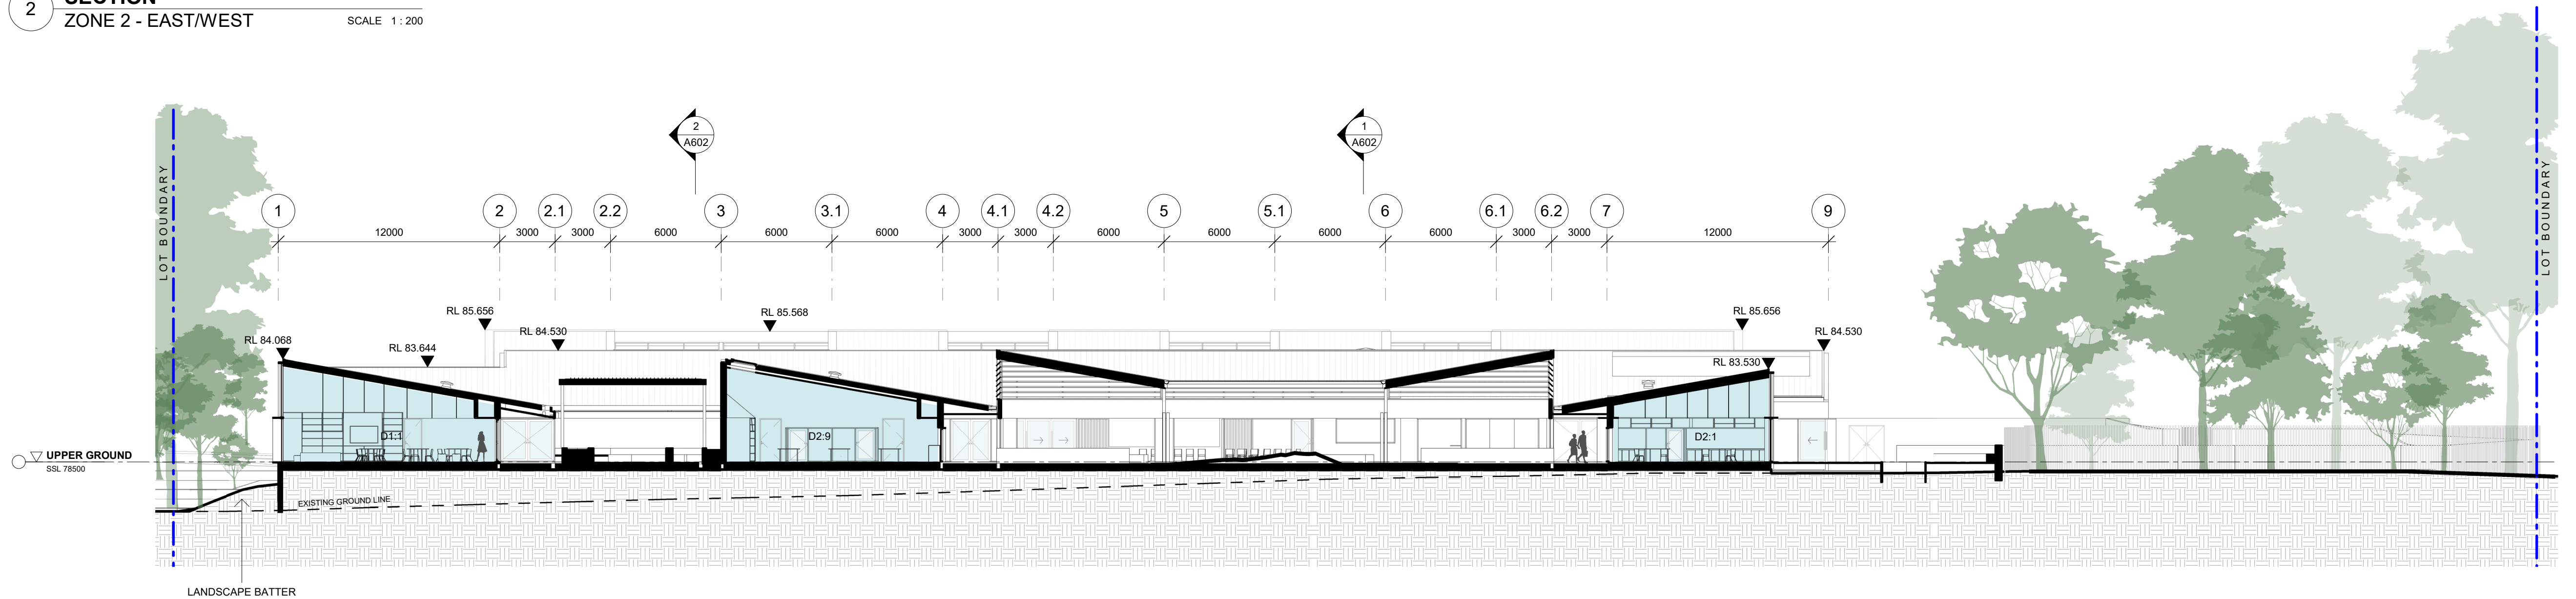 SECTION
2
ZONE 2 - EAST/WEST
SCALE 1 : 200
LOT BOUNDARY
2
A602
1
A602
LOT BOUNDARY
1
2
2.1
2.2
3
3.1
4
4.1
4.2
5
5.1
6
6.1
6.2
7
9
12000
3000
3000
6000
6000
6000
3000
3000
6000
6000
6000
6000
3000
3000
12000
RL 85.656
RL 85.568
RL 85.656
RL 84.530
RL 84.530
RL 84.068
RL 83.644
RL 83.530
D1:1
D2:9
D2:1
UPPER GROUND
SSL 78500
EXISTING GROUND LINE
LANDSCAPE BATTER